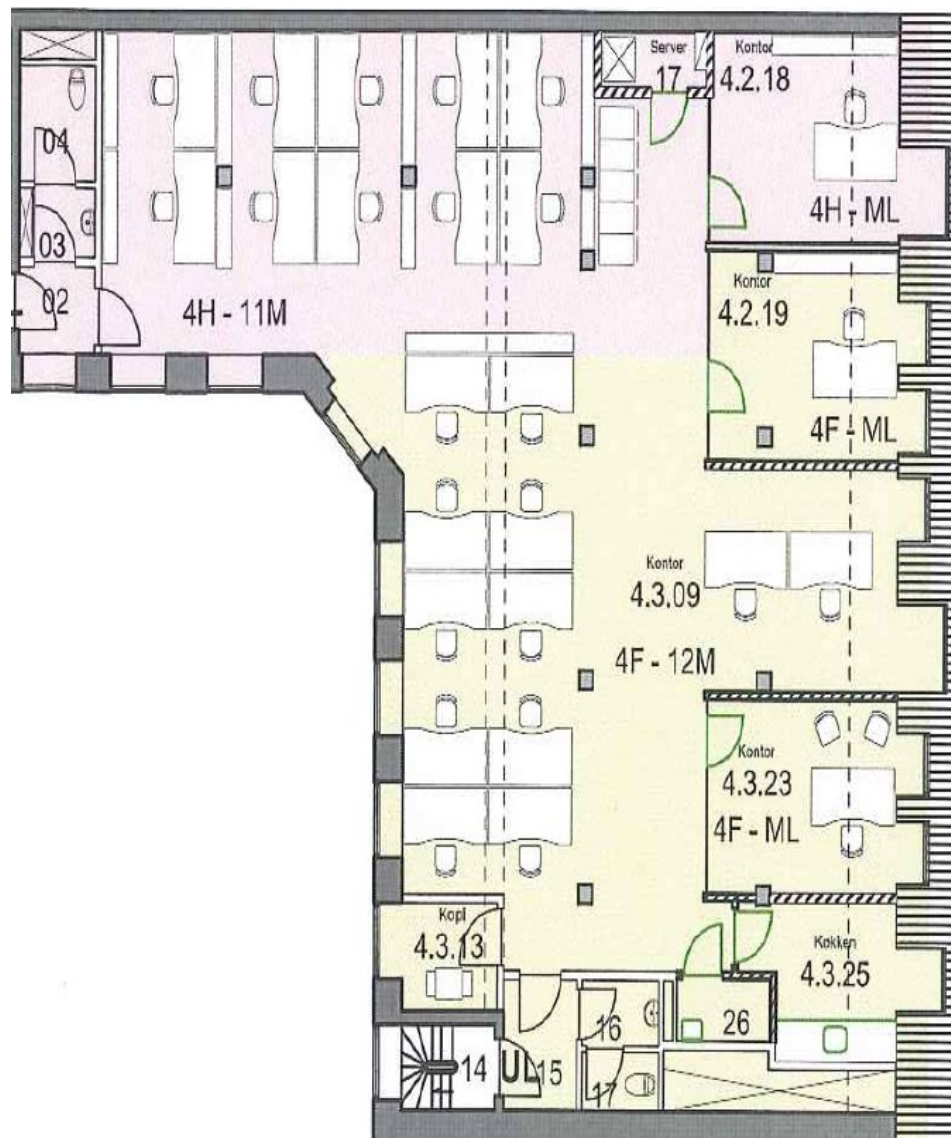 Server
17
Kontor
4.2.18
04
4H - ML
03
02
4H - 11M
Kontor
4.2.19
4F - ML
Kontor
4.3.09
4F - 12M
Kontor
4.3.23
4F - ML
Kopi
4.3.13
Køkken
4.3.25
16
26
14
UL 15
17